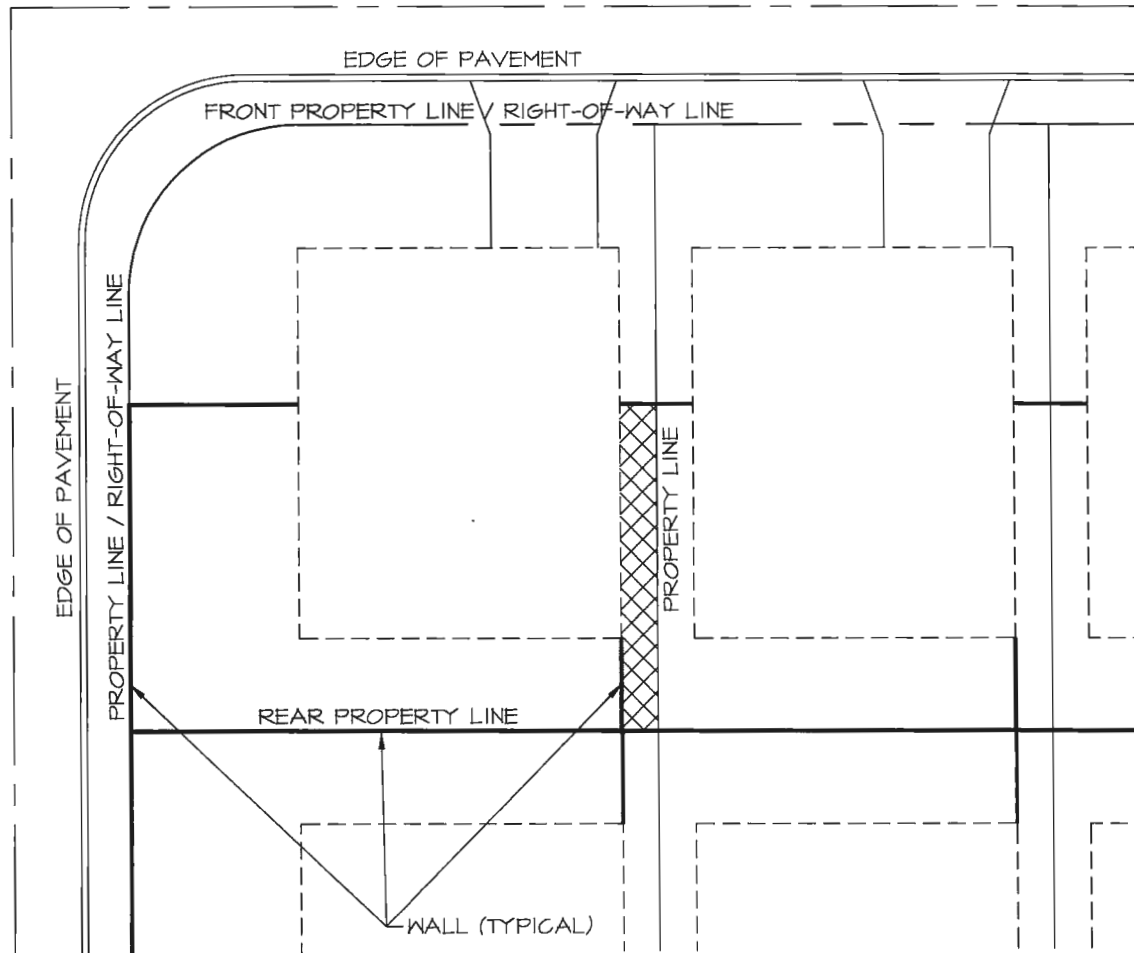 EDGE OF PAVEMENT
FRONT PROPERTY LINE / RIGHT-OF-WAY LINE
PROPERTY LINE / RIGHT-OF-WAY LINE
EDGE OF PAVEMENT
PROPERTY LINE
REAR PROPERTY LINE
WALL (TYPICAL)